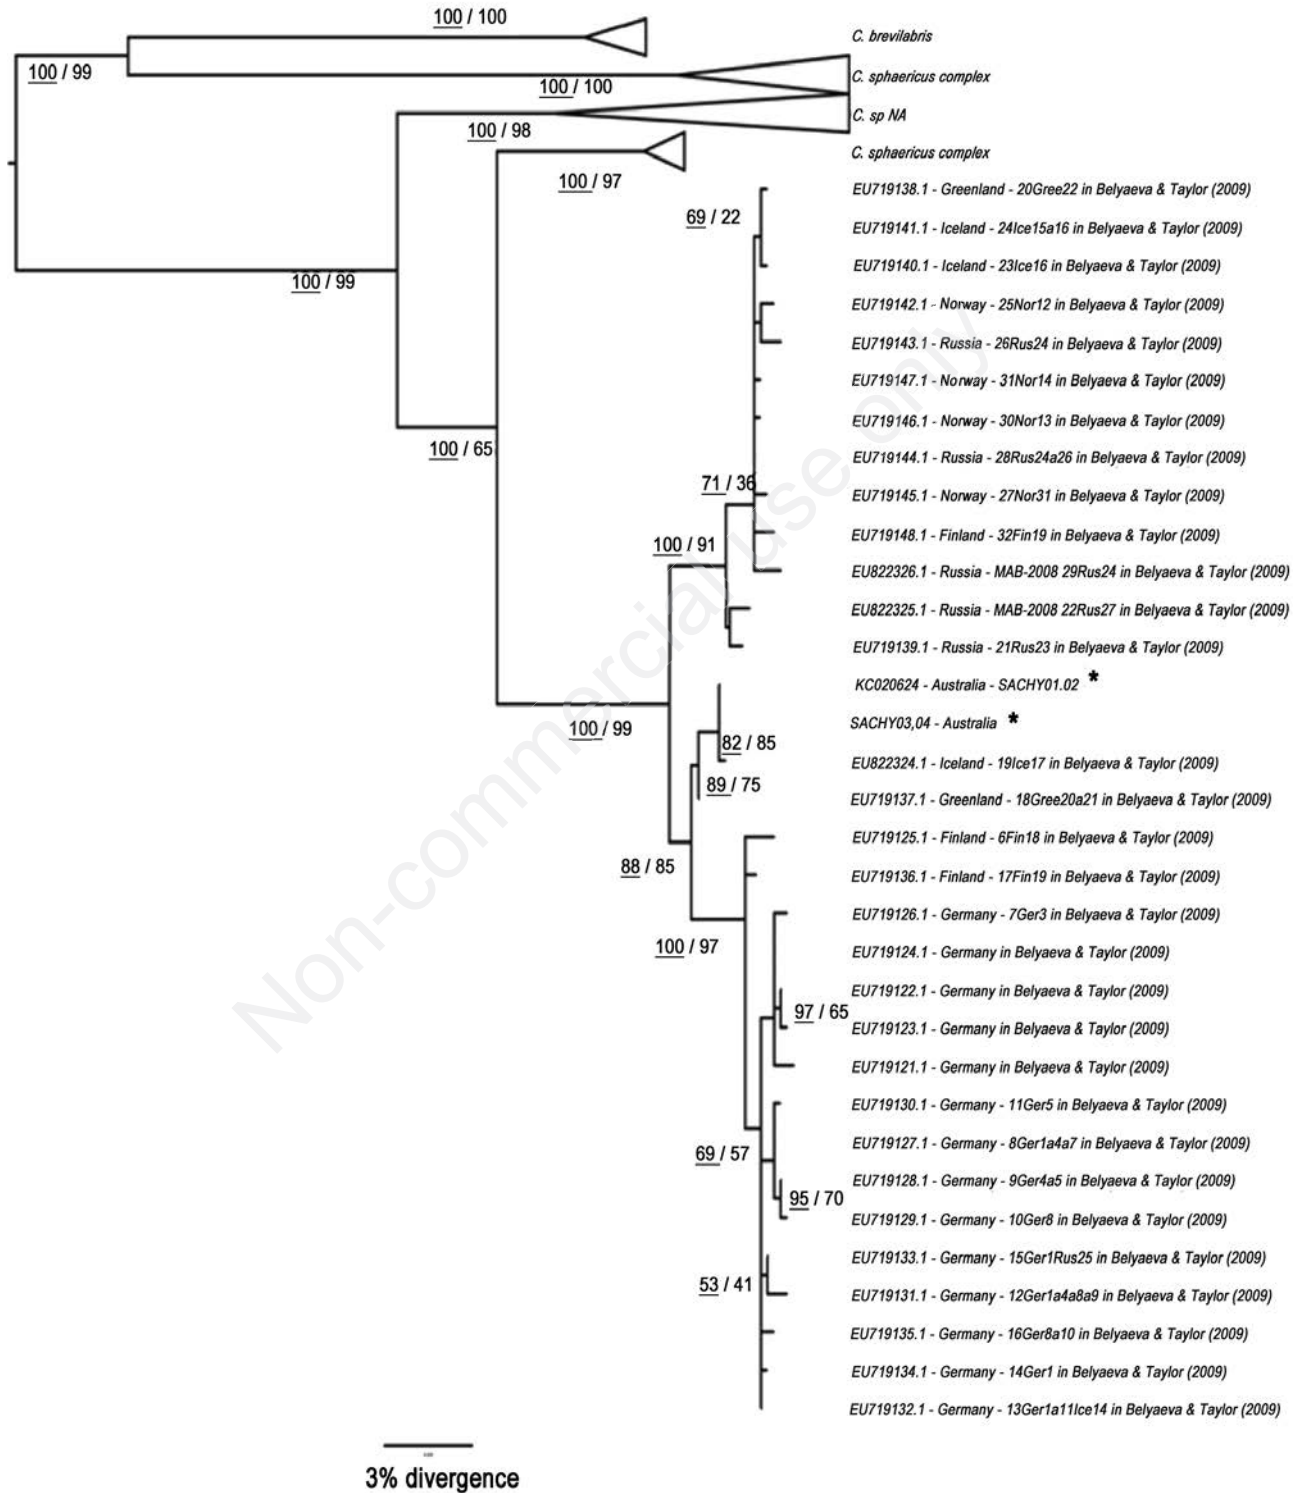 100 / 100
C. brevilabris
100 / 99
C. sphaericus complex
100 / 100
C. sp NA
100 / 98
C. sphaericus complex
100 / 97
EU719138.1 - Greenland - 20Gree22 in Belyaeva & Taylor (2009)
69 / 22
EU719141.1 - Iceland - 24Ice15a16 in Belyaeva & Taylor (2009)
EU719140.1 - Iceland - 23Ice16 in Belyaeva & Taylor (2009)
100 / 99
EU719142.1 - Norway - 25Nor12 in Belyaeva & Taylor (2009)
EU719143.1 - Russia - 26Rus24 in Belyaeva & Taylor (2009)
EU719147.1 - Norway - 31Nor14 in Belyaeva & Taylor (2009)
EU719146.1 - Norway - 30Nor13 in Belyaeva & Taylor (2009)
100 / 65
EU719144.1 - Russia - 28Rus24a26 in Belyaeva & Taylor (2009)
71 / 36
EU719145.1 - Norway - 27Nor31 in Belyaeva & Taylor (2009)
EU719148.1 - Finland - 32Fin19 in Belyaeva & Taylor (2009)
100 / 91
EU822326.1 - Russia - MAB-2008 29Rus24 in Belyaeva & Taylor (2009)
EU822325.1 - Russia - MAB-2008 22Rus27 in Belyaeva & Taylor (2009)
EU719139.1 - Russia - 21Rus23 in Belyaeva & Taylor (2009)
KC020624 - Australia - SACHY01.02 *
SACHY03,04 - Australia *
100 / 99
82 / 85
EU822324.1 - Iceland - 19Ice17 in Belyaeva & Taylor (2009)
89 / 75
EU719137.1 - Greenland - 18Gree20a21 in Belyaeva & Taylor (2009)
EU719125.1 - Finland - 6Fin18 in Belyaeva & Taylor (2009)
88 / 85
EU719136.1 - Finland - 17Fin19 in Belyaeva & Taylor (2009)
EU719126.1 - Germany - 7Ger3 in Belyaeva & Taylor (2009)
100 / 97
EU719124.1 - Germany in Belyaeva & Taylor (2009)
EU719122.1 - Germany in Belyaeva & Taylor (2009)
97 / 65
EU719123.1 - Germany in Belyaeva & Taylor (2009)
EU719121.1 - Germany in Belyaeva & Taylor (2009)
EU719130.1 - Germany - 11Ger5 in Belyaeva & Taylor (2009)
EU719127.1 - Germany - 8Ger1a4a7 in Belyaeva & Taylor (2009)
69 / 57
EU719128.1 - Germany - 9Ger4a5 in Belyaeva & Taylor (2009)
95 / 70
EU719129.1 - Germany - 10Ger8 in Belyaeva & Taylor (2009)
EU719133.1 - Germany - 15Ger1Rus25 in Belyaeva & Taylor (2009)
53 / 41
EU719131.1 - Germany - 12Ger1a4a8a9 in Belyaeva & Taylor (2009)
EU719135.1 - Germany - 16Ger8a10 in Belyaeva & Taylor (2009)
EU719134.1 - Germany - 14Ger1 in Belyaeva & Taylor (2009)
EU719132.1 - Germany - 13Ger1a11Ice14 in Belyaeva & Taylor (2009)
3% divergence
Non-commercial use only